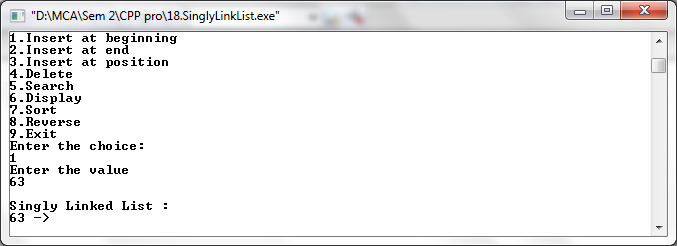 "D:\MCA\Sem 2\CPP pro\18.SinglyLinkList.exe"
1.Insert at beginning
2.Insert at end
3.Insert at position
4.Delete
5.Search
6.Display
7.Sort
8.Reverse
9.Exit
Enter the choice:
1
Enter the value
63
Singly Linked List :
63 ->